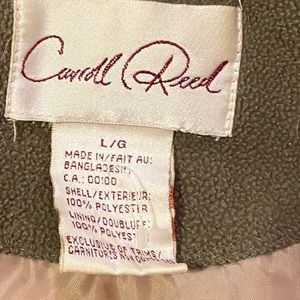 Carroll Reed
L/G
MADE IN/FAIT AU:
BANGLADESH
C.A.: 00100
SHELL/EXTERIEUR:
100% POLYESTER
LINING/DOUBLURE
100% POLYEST
EXCLUSIVE OF TRIMS/
GARNITURES